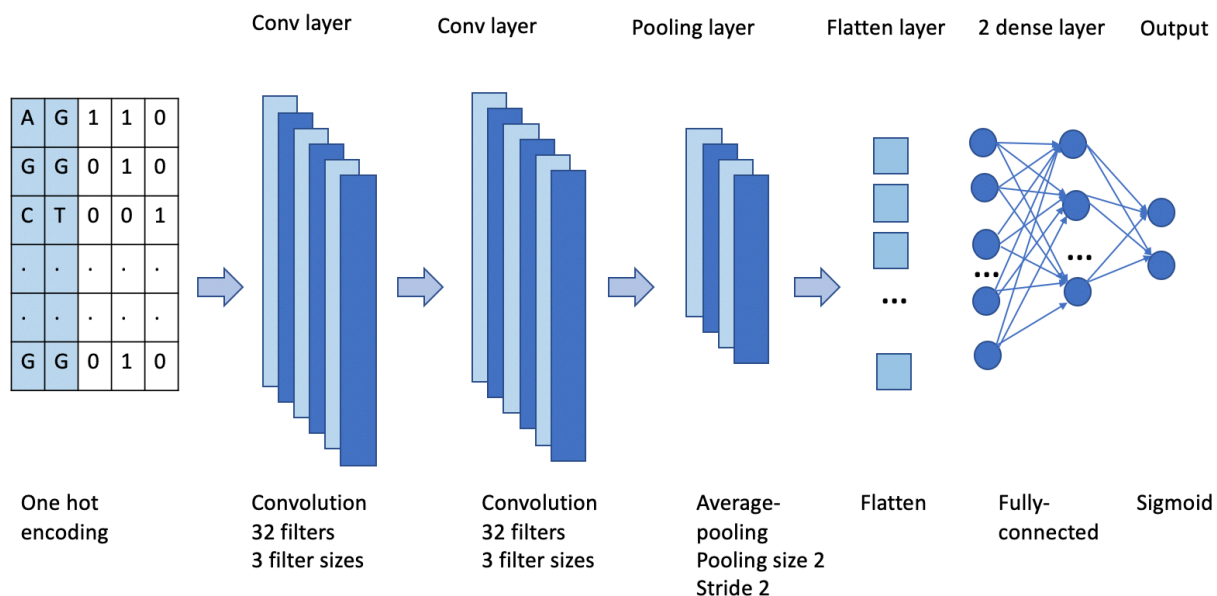 Conv layer
Conv layer
Pooling layer
Flatten layer
2 dense layer
Output
A G 1 1 0
G G 0 1 0
C T 0 0 1
. . . . .
. . . . .
G G 0 1 0
...
...
...
One hot
encoding
Convolution
32 filters
3 filter sizes
Convolution
32 filters
3 filter sizes
Average-
pooling
Pooling size 2
Stride 2
Flatten
Fully-
connected
Sigmoid